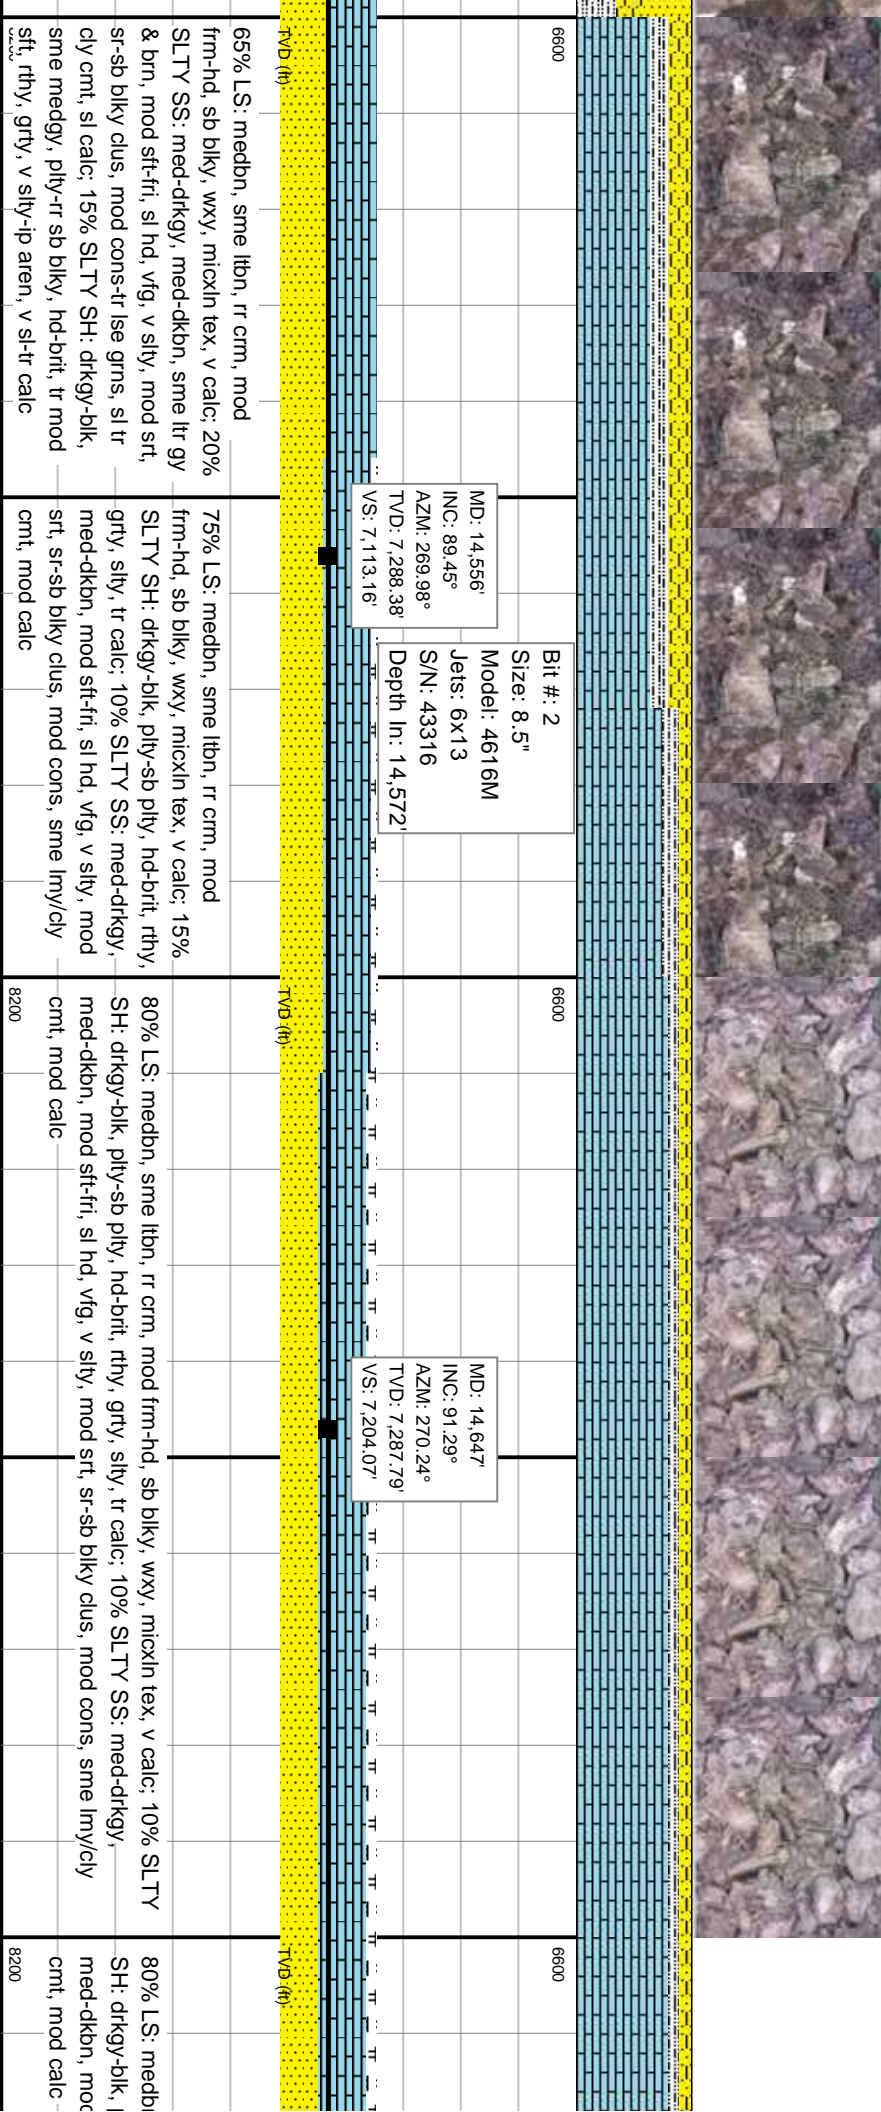 6600
TVD (ft)
65% LS: medbn, sme ltbn, rr crm, mod
frm-hd, sb blky, wxy, micxln tex, v calc; 20%
SLTY SS: med-drkgy, med-dkbn, sme ltr gy
& brn, mod sft-fri, sl hd, vfg, v slty, mod srt,
sr-sb blky clus, mod cons-tr lse grns, sl tr
cly cmt, sl calc; 15% SLTY SH: drkgy-blk,
sme medgy, plty-rr sb blky, hd-brit, tr mod
sft, rthy, grty, v slty-ip aren, v sl-tr calc
MD: 14,556'
INC: 89.45°
AZM: 269.98°
TVD: 7,288.38'
VS: 7,113.16'
75% LS: medbn, sme ltbn, rr crm, mod
frm-hd, sb blky, wxy, micxln tex, v calc; 15%
SLTY SH: drkgy-blk, plty-sb plty, hd-brit, rthy,
grty, slty, tr calc; 10% SLTY SS: med-drkgy,
med-dkbn, mod sft-fri, sl hd, vfg, v slty, mod
srt, sr-sb blky clus, mod cons, sme lmy/cly
cmt, mod calc
Bit #: 2
Size: 8.5"
Model: 4616M
Jets: 6x13
S/N: 43316
Depth In: 14,572'
6600
TVD (ft)
8200
80% LS: medbn, sme ltbn, rr crm, mod frm-hd, sb blky, wxy, micxln tex, v calc; 10% SLTY
SH: drkgy-blk, plty-sb plty, hd-brit, rthy, grty, slty, tr calc; 10% SLTY SS: med-drkgy,
med-dkbn, mod sft-fri, sl hd, vfg, v slty, mod srt, sr-sb blky clus, mod cons, sme lmy/cly
cmt, mod calc
MD: 14,647'
INC: 91.29°
AZM: 270.24°
TVD: 7,287.79'
VS: 7,204.07'
6600
TVD (ft)
8200
80% LS:
SH: drkgy-blk,
med-dkbn,
cmt, mod calc